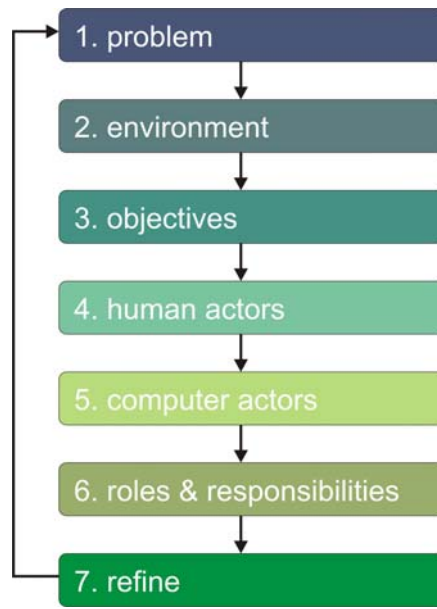 1. problem
2. environment
3. objectives
4. human actors
5. computer actors
6. roles & responsibilities
7. refine